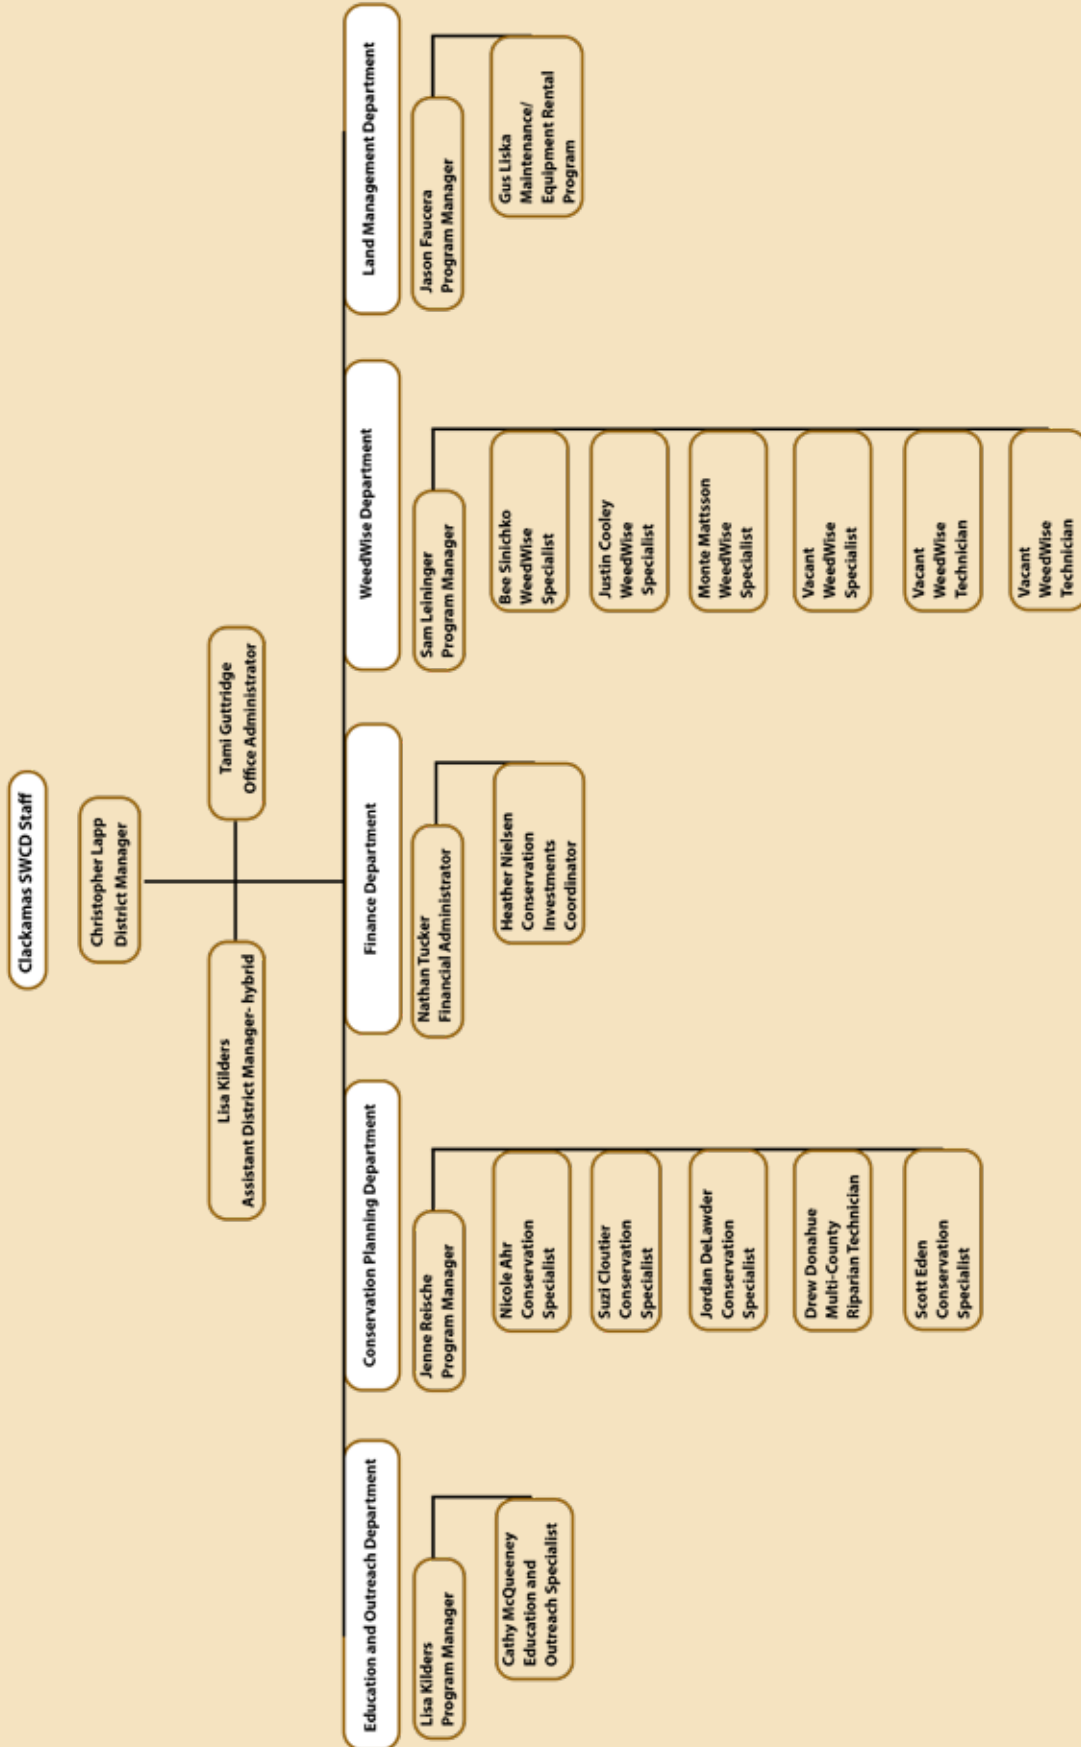 Clackamas SWCD Staff
Christopher Lapp
District Manager
Lisa Kilders
Assistant District Manager- hybrid
Tami Guttridge
Office Administrator
Education and Outreach Department
Lisa Kilders
Program Manager
Cathy McQueeney
Education and
Outreach Specialist
Conservation Planning Department
Jenne Reische
Program Manager
Nicole Ahr
Conservation
Specialist
Suzi Cloutier
Conservation
Specialist
Jordan DeLawder
Conservation
Specialist
Drew Donahue
Multi-County
Riparian Technician
Scott Eden
Conservation
Specialist
Finance Department
Nathan Tucker
Financial Administrator
Heather Nielsen
Conservation
Investments
Coordinator
WeedWise Department
Sam Leininger
Program Manager
Bee Sinichko
WeedWise
Specialist
Justin Cooley
WeedWise
Specialist
Monte Mattsson
WeedWise
Specialist
Vacant
WeedWise
Specialist
Vacant
WeedWise
Technician
Vacant
WeedWise
Technician
Land Management Department
Jason Faucera
Program Manager
Gus Liska
Maintenance/
Equipment Rental
Program